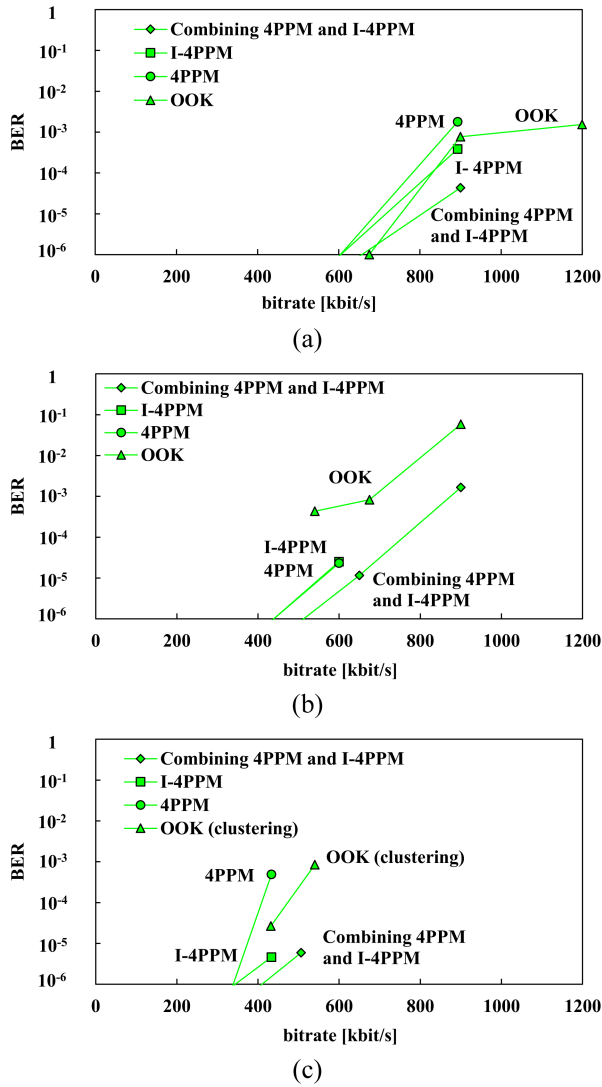 1
10-1
10-2
10-3
10-4
10-5
10-6
BER
Combining 4PPM and I-4PPM
I-4PPM
4PPM
OOK
4PPM
OOK
I- 4PPM
Combining 4PPM
and I-4PPM
0 200 400 600 800 1000 1200
bitrate [kbit/s]
(a)
1
10-1
10-2
10-3
10-4
10-5
10-6
BER
Combining 4PPM and I-4PPM
I-4PPM
4PPM
OOK
OOK
I-4PPM
4PPM
Combining 4PPM
and I-4PPM
0 200 400 600 800 1000 1200
bitrate [kbit/s]
(b)
1
10-1
10-2
10-3
10-4
10-5
10-6
BER
Combining 4PPM and I-4PPM
I-4PPM
4PPM
OOK (clustering)
4PPM
OOK (clustering)
I-4PPM
Combining 4PPM
and I-4PPM
0 200 400 600 800 1000 1200
bitrate [kbit/s]
(c)